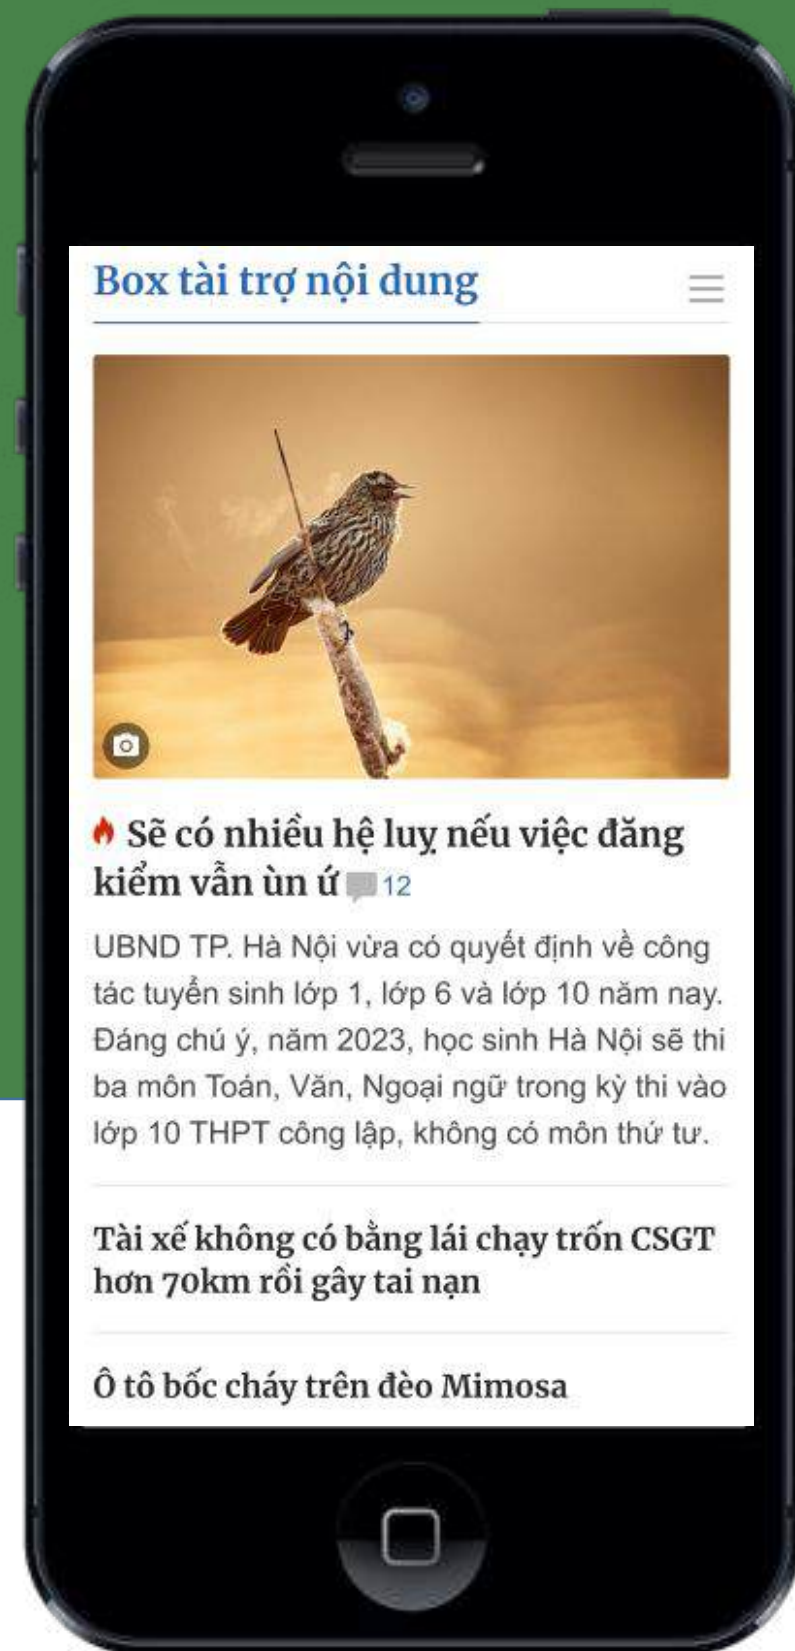 Box tài trợ nội dung
Sẽ có nhiều hệ luỵ nếu việc đăng
kiểm vẫn ùn ứ 12
UBND TP. Hà Nội vừa có quyết định về công
tác tuyển sinh lớp 1, lớp 6 và lớp 10 năm nay.
Đáng chú ý, năm 2023, học sinh Hà Nội sẽ thi
ba môn Toán, Văn, Ngoại ngữ trong kỳ thi vào
lớp 10 THPT công lập, không có môn thứ tư.
Tài xế không có bằng lái chạy trốn CSGT
hơn 70km rồi gây tai nạn
Ô tô bốc cháy trên đèo Mimosa